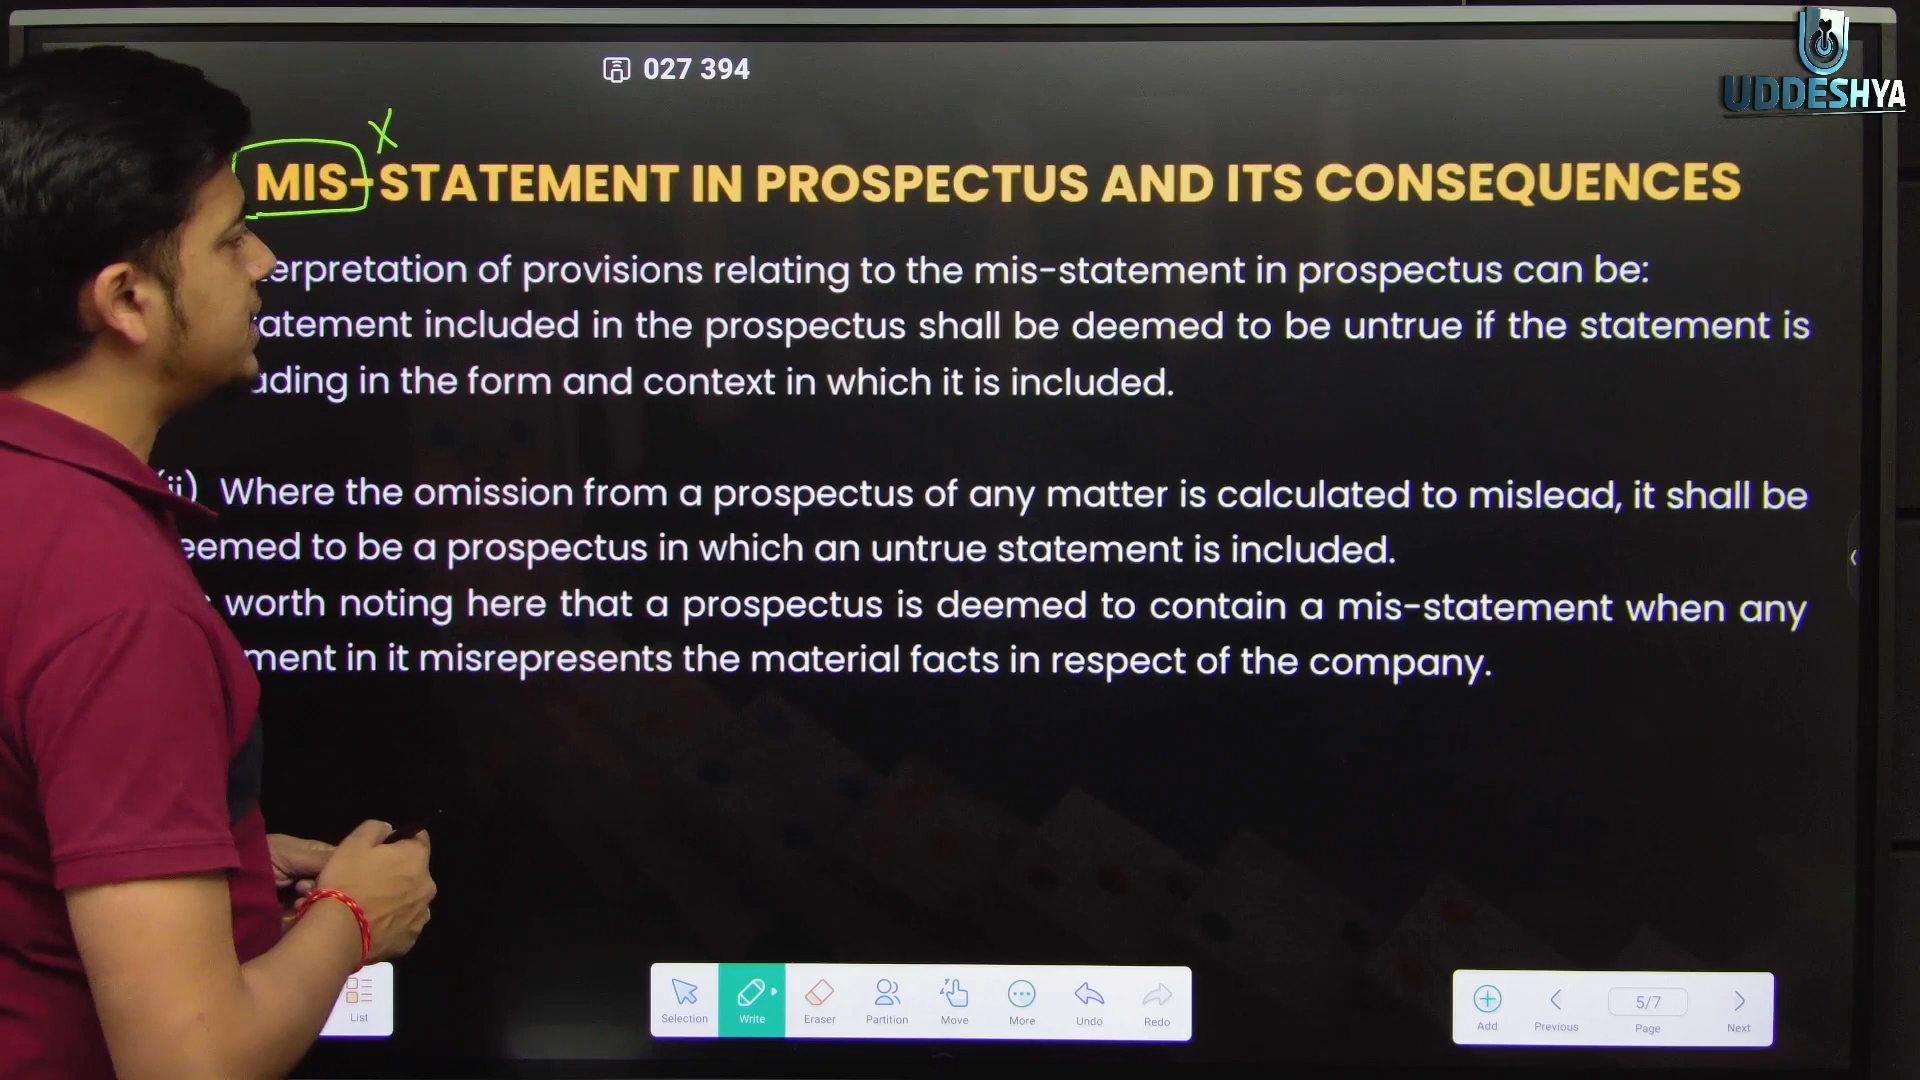 027 394
UDDESHYA
X
MIS-STATEMENT IN PROSPECTUS AND ITS CONSEQUENCES
of provisions relating to the mis-statement in prospectus can be:
included in the prospectus shall be deemed to be untrue if the statement is
in the form and context in which it is included.
(ii) Where the omission from a prospectus of any matter is calculated to mislead, it shall be
to be a prospectus in which an untrue statement is included.
worth noting here that a prospectus is deemed to contain a mis-statement when any
in it misrepresents the material facts in respect of the company.
List
Selection Write Eraser Partition Move More Undo Redo
Add Previous 5/7 Page Next